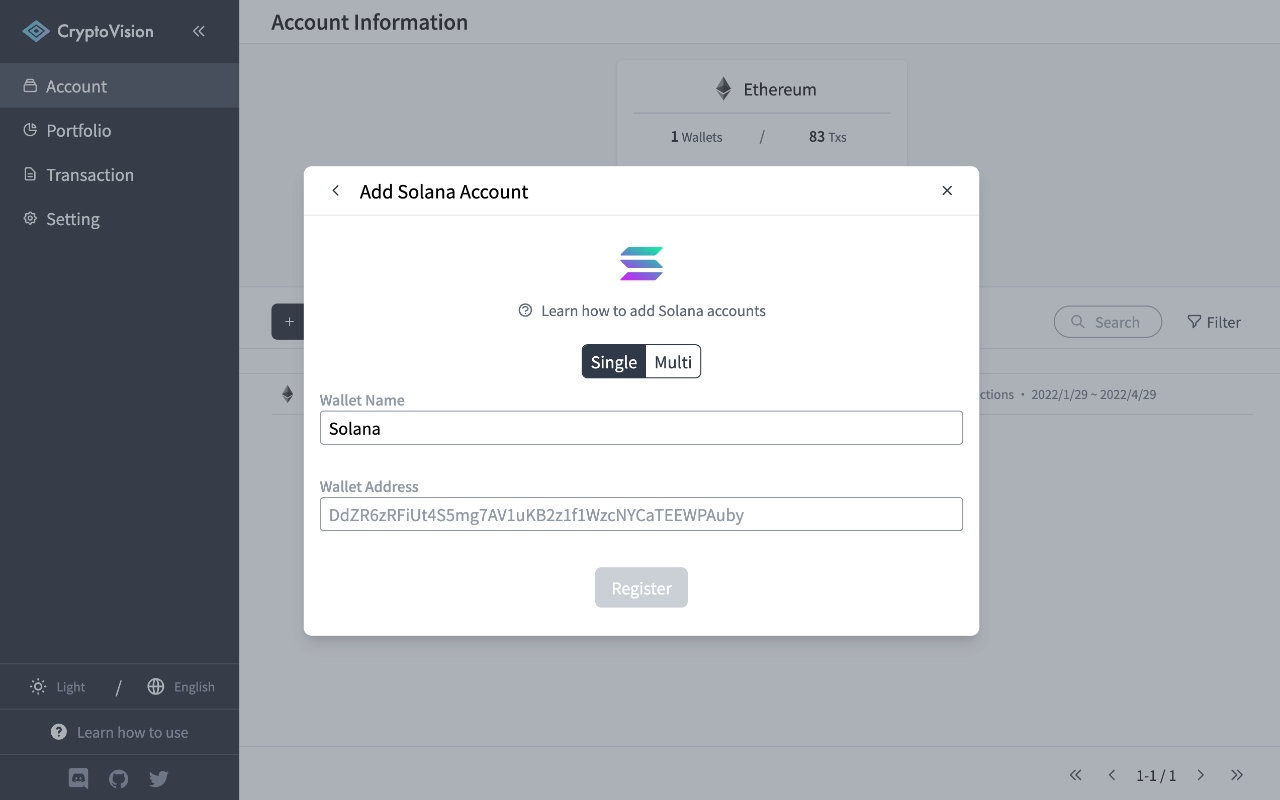 CryptoVision
Account
Portfolio
Transaction
Setting
Light / English
Learn how to use
Account Information
Ethereum
1 Wallets / 83 Txs
+
Search
Filter
ctions • 2022/1/29 ~ 2022/4/29
Add Solana Account
Learn how to add Solana accounts
Single Multi
Wallet Name
Solana
Wallet Address
DdZR6zRFiUt4S5mg7AV1uKB2z1f1WzcNYCaTEEWPAuby
Register
1-1 / 1